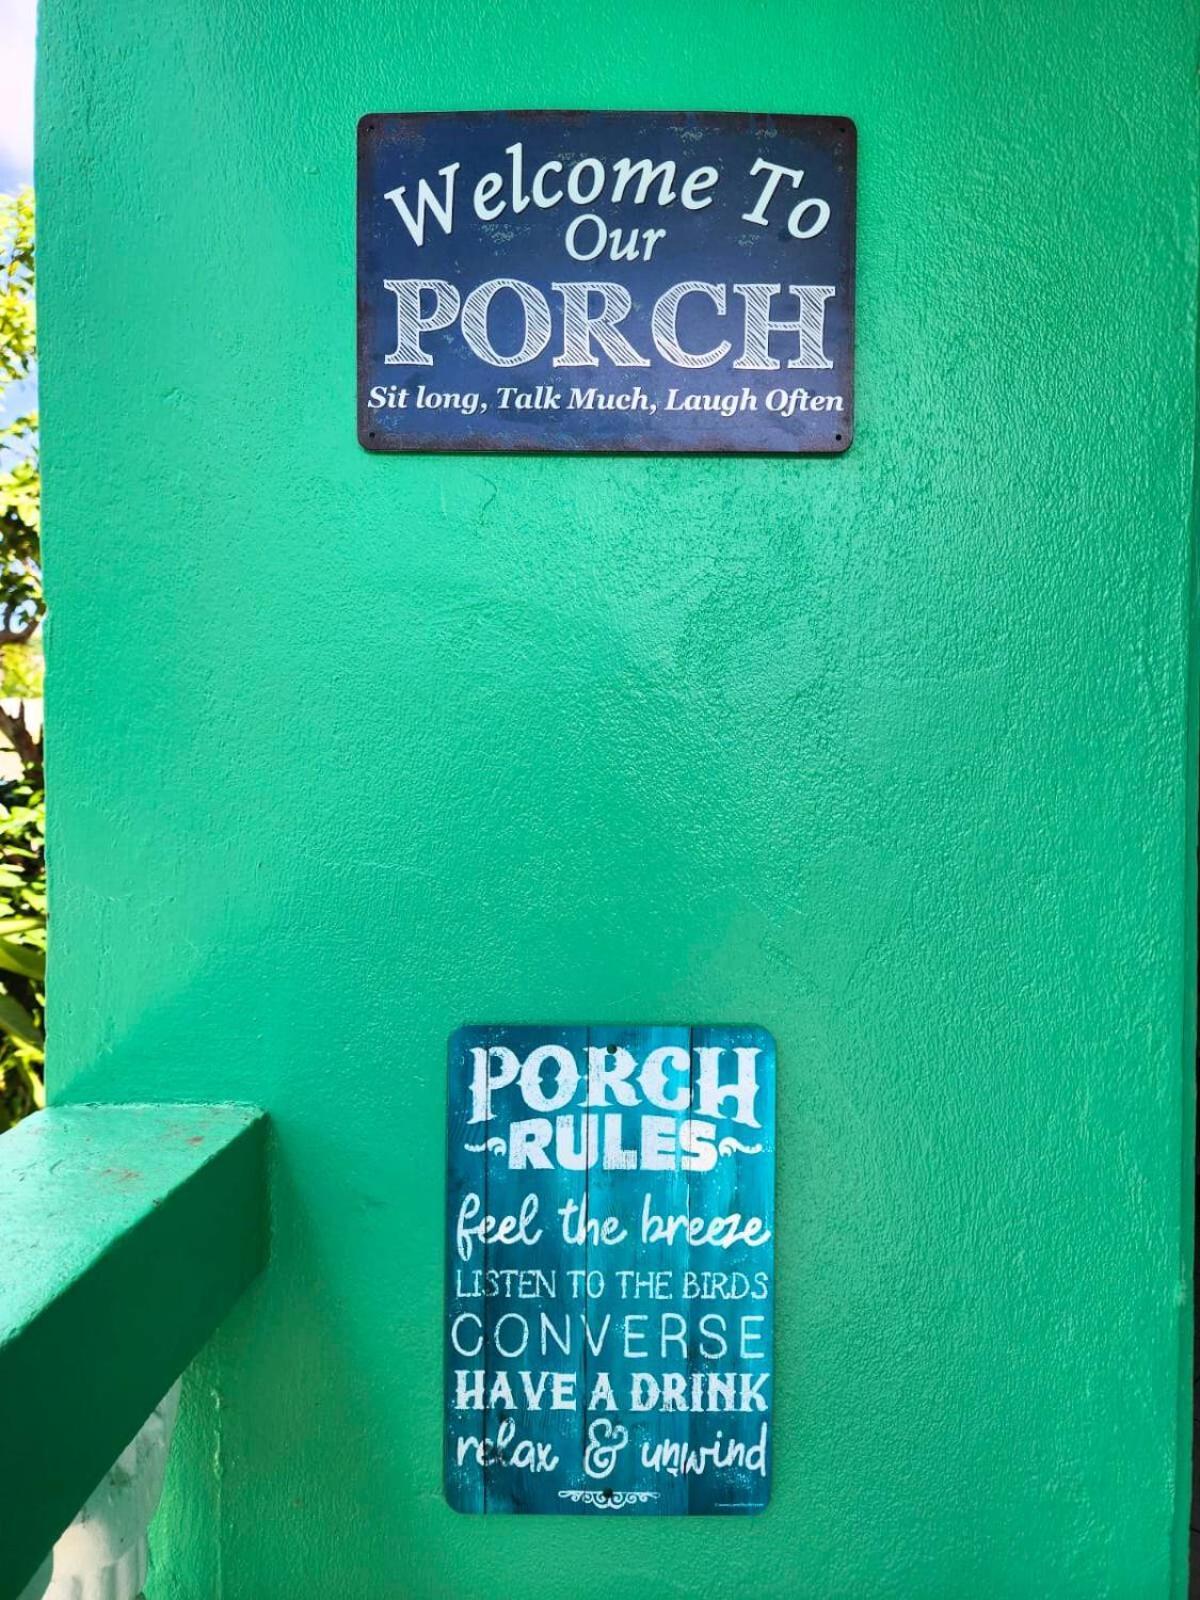 Welcome To
Our
PORCH
Sit long, Talk Much, Laugh Often
PORCH
RULES
feel the breeze
LISTEN TO THE BIRDS
CONVERSE
HAVE A DRINK
relax & unwind